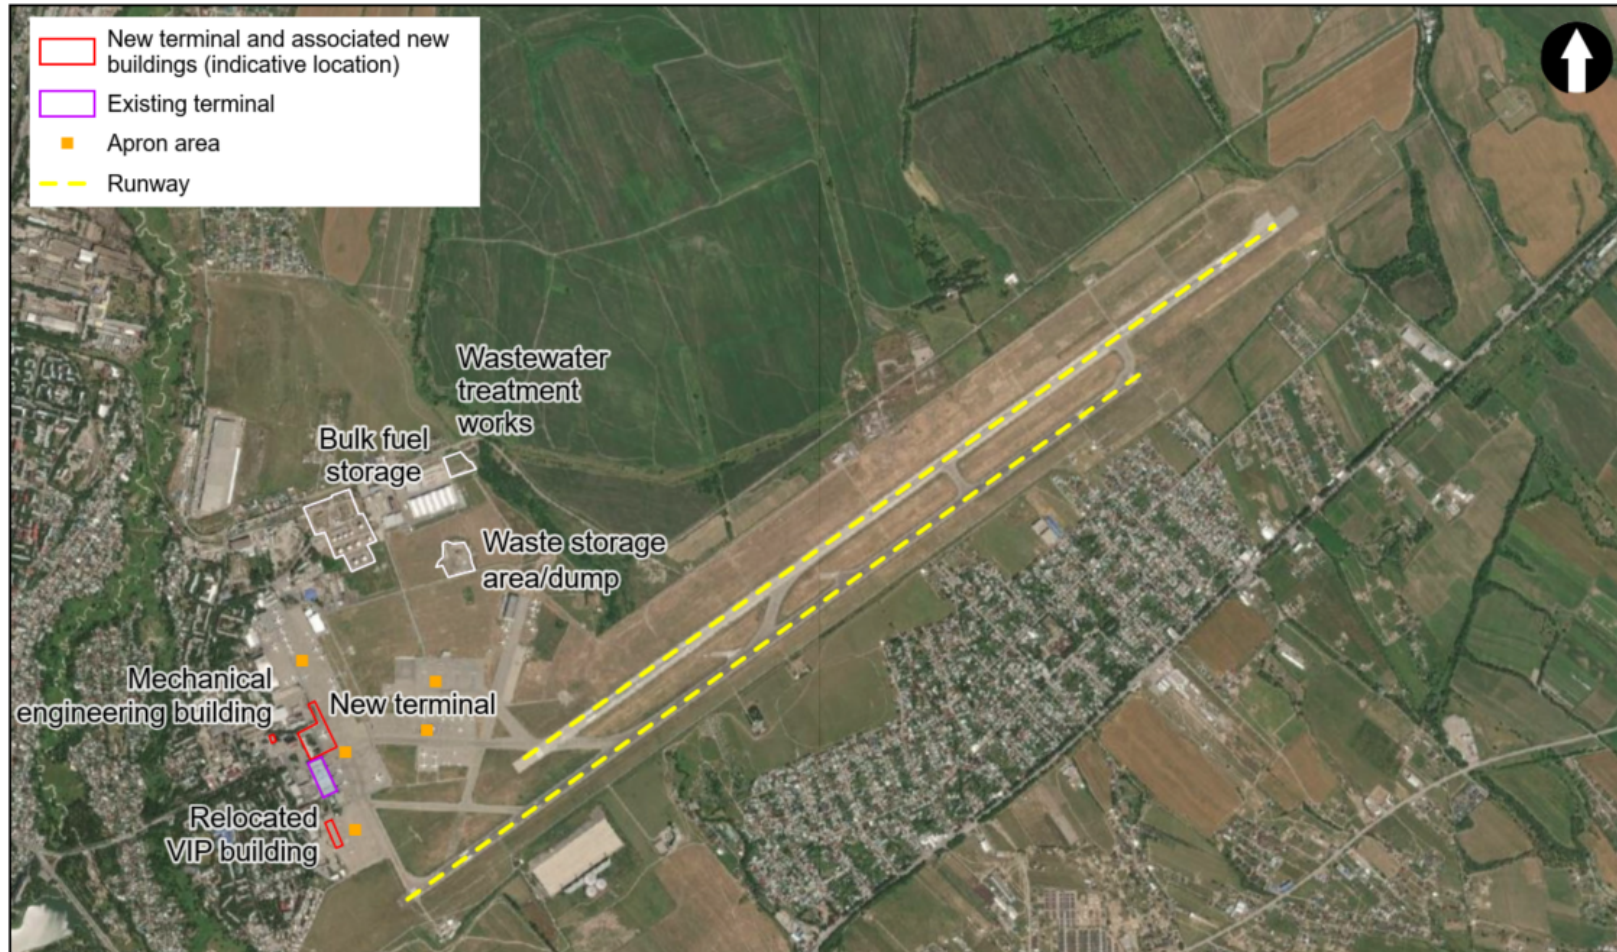 New terminal and associated new
buildings (indicative location)
Existing terminal
Apron area
Runway
Wastewater
treatment
works
Bulk fuel
storage
Waste storage
area/dump
Mechanical
engineering building
New terminal
Relocated
VIP building